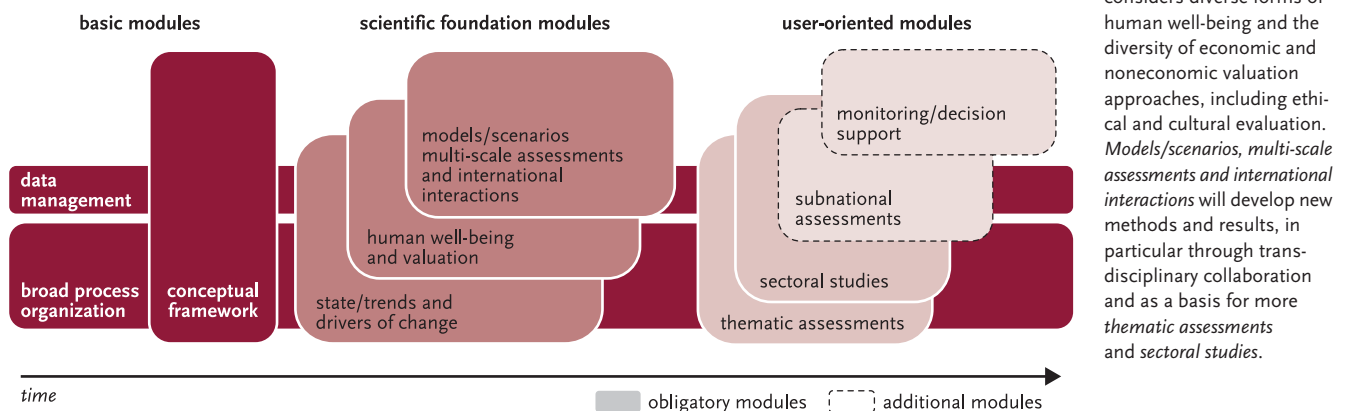 basic modules
scientific foundation modules
user-oriented modules
models/scenarios
multi-scale assessments
and international
interactions
monitoring/decision
support
data
management
subnational
assessments
human well-being
and valuation
broad process
organization
conceptual
framework
state/trends and
drivers of change
sectoral studies
thematic assessments
time
obligatory modules
additional modules
considers diverse forms of
human well-being and the
diversity of economic and
noneconomic valuation
approaches, including ethi-
cal and cultural evaluation.
Models/scenarios, multi-scale
assessments and international
interactions will develop new
methods and results, in
particular through trans-
disciplinary collaboration
and as a basis for more
thematic assessments
and sectoral studies.